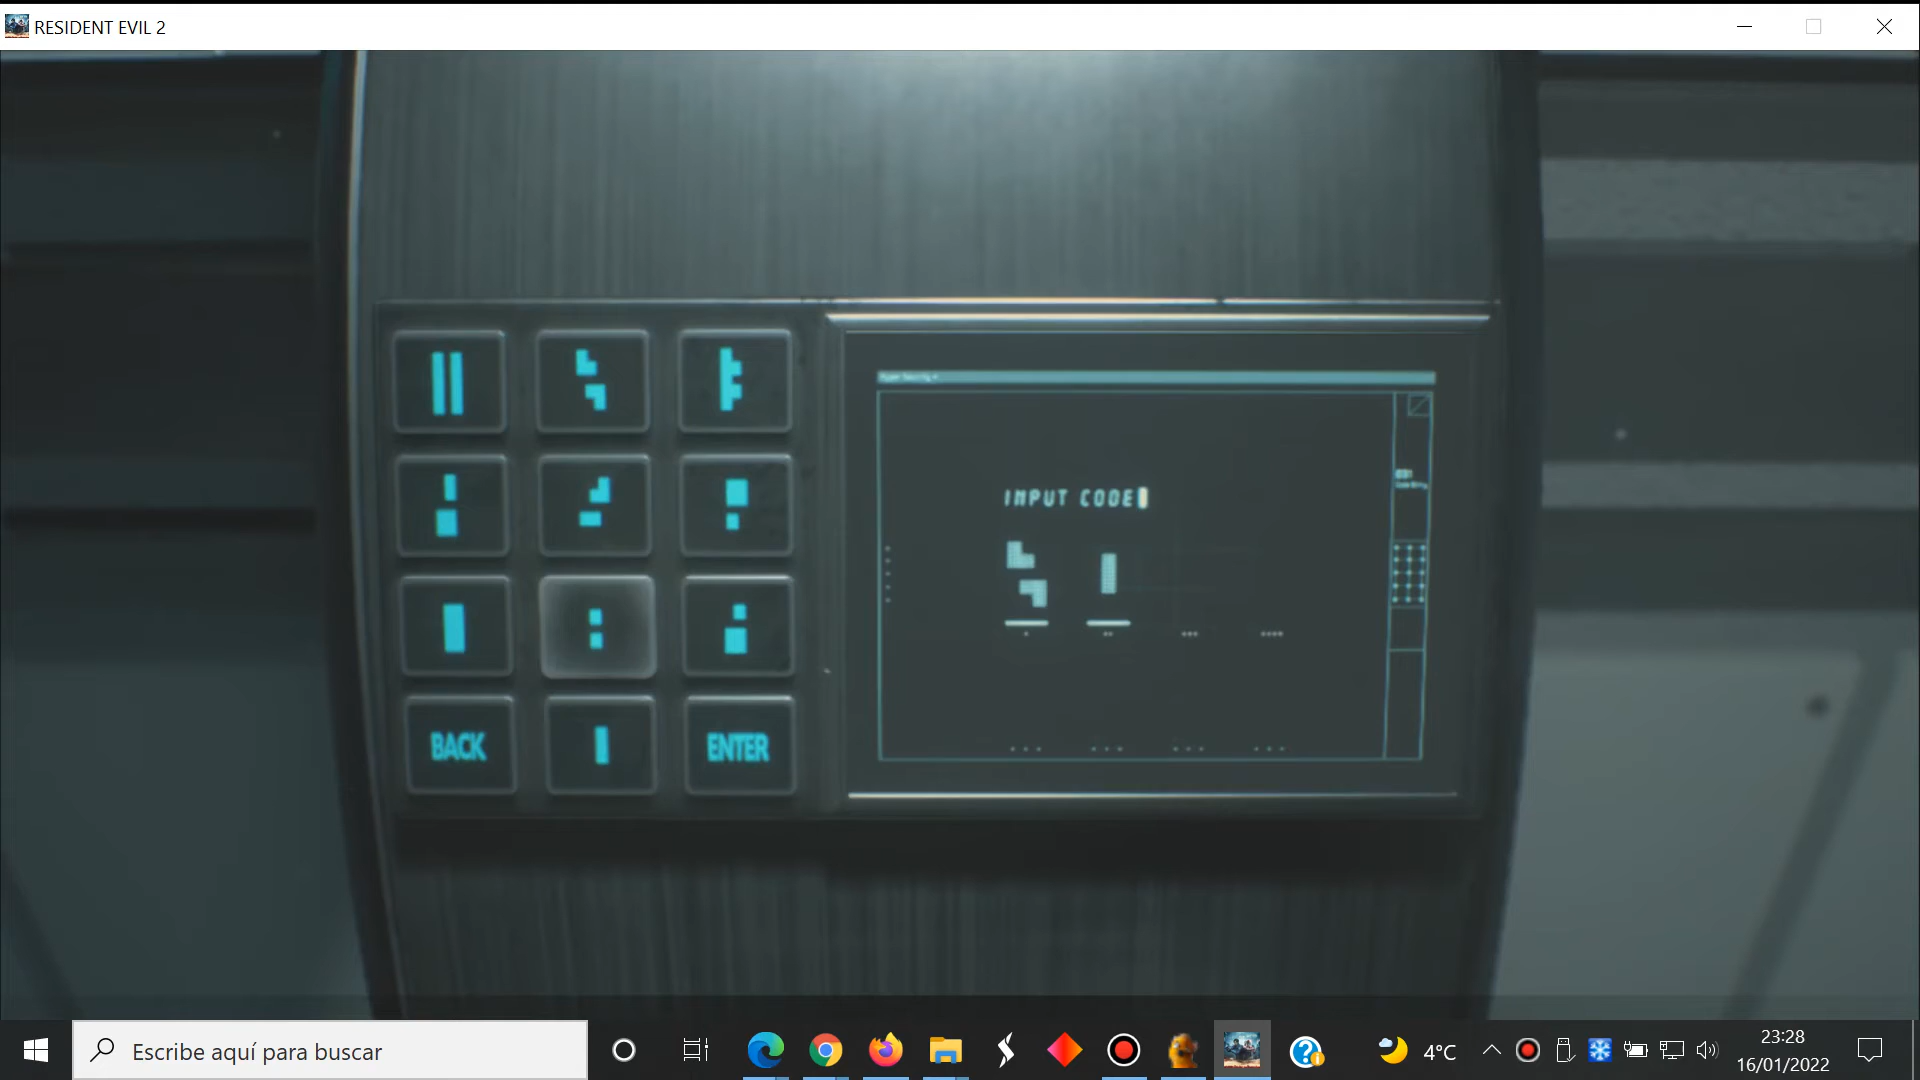 RESIDENT EVIL 2
INPUT CODE
BACK
ENTER
Escribe aquí para buscar
4°C
23:28
16/01/2022